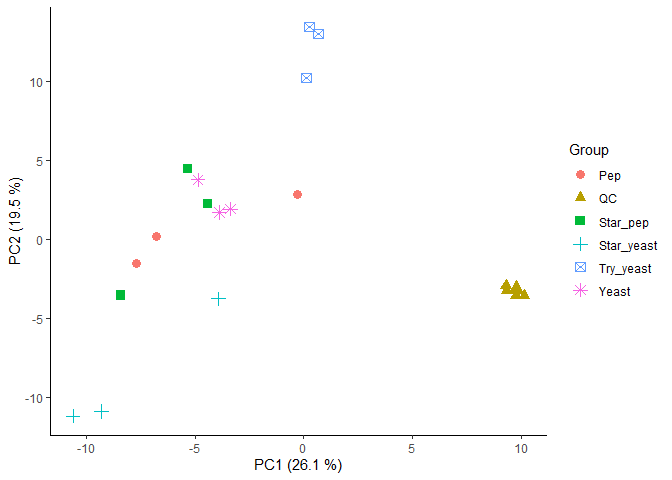 PC2 (19.5 %)
10
5
0
-5
-10
-10
-5
0
5
10
PC1 (26.1 %)
Group
Pep
QC
Star_pep
Star_yeast
Try_yeast
Yeast